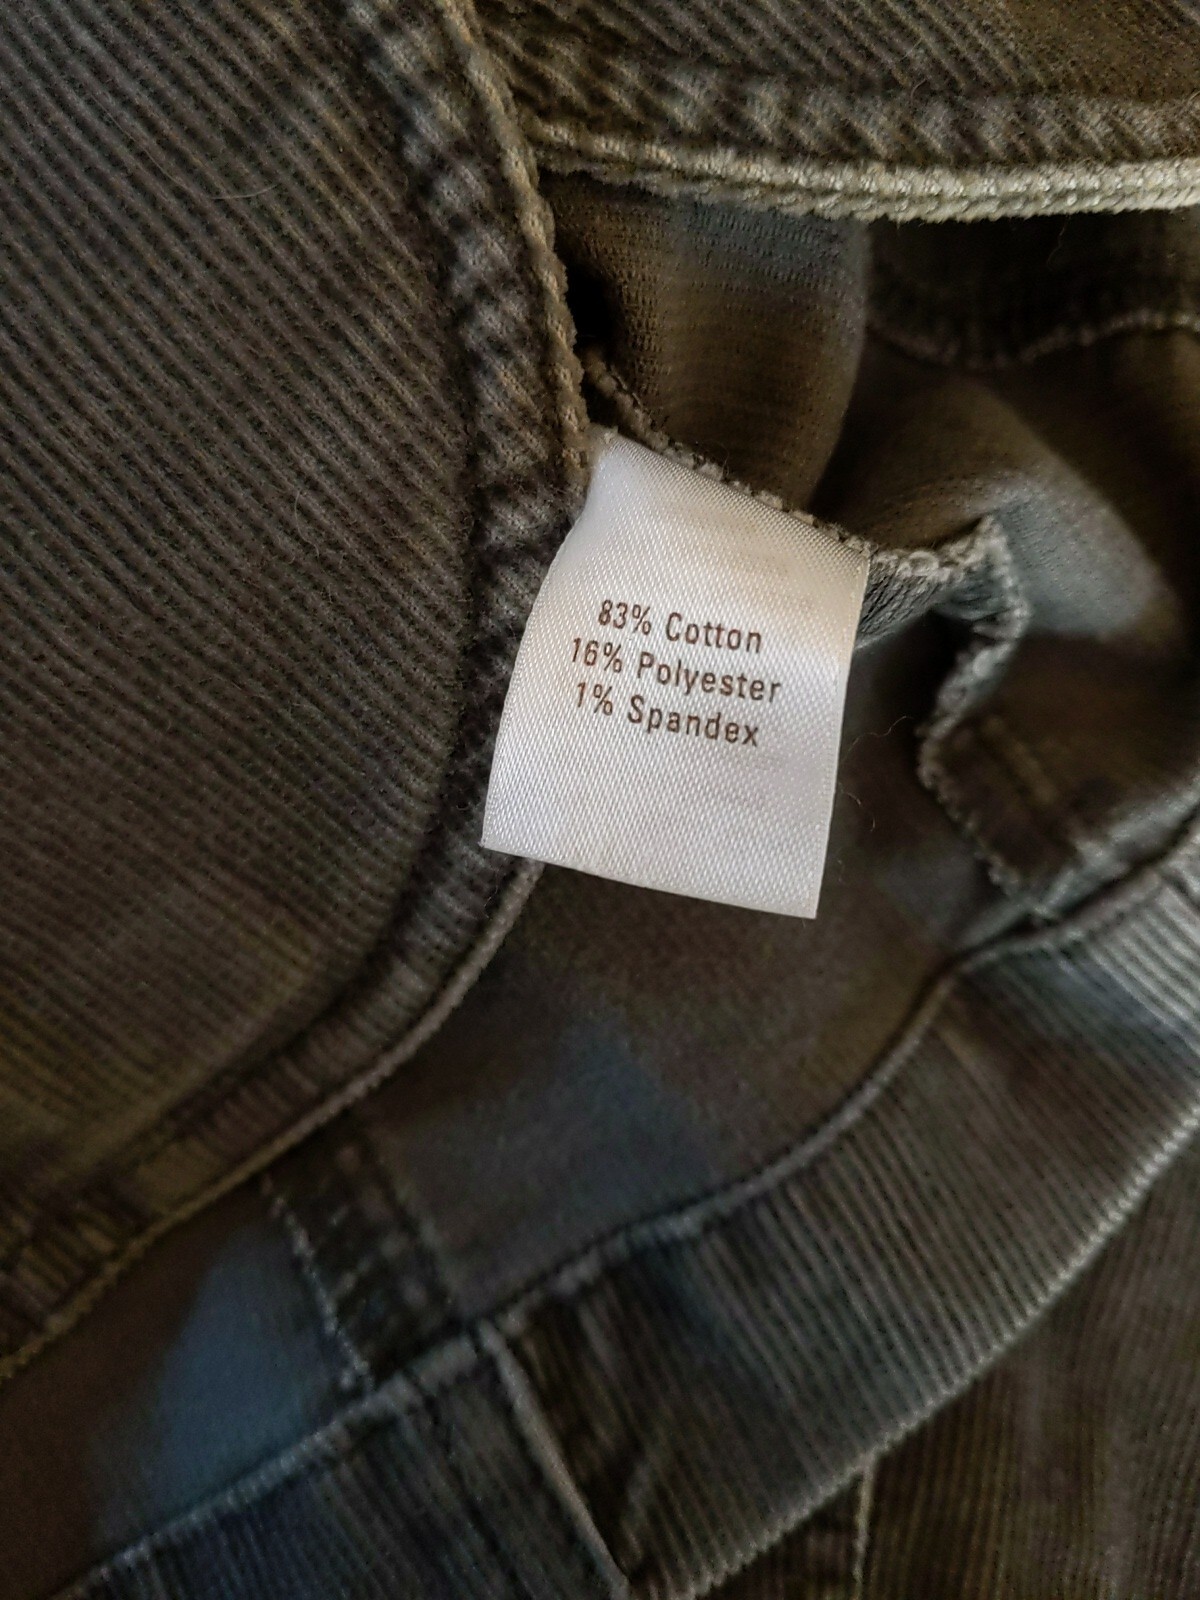 83% Cotton
16% Polyester
1% Spandex